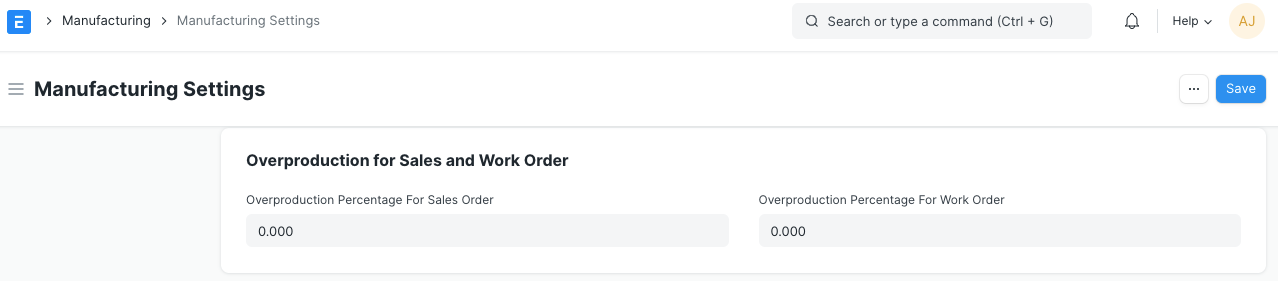 E Manufacturing Manufacturing Settings Search or type a command (Ctrl + G) Help AJ
Manufacturing Settings ... Save
Overproduction for Sales and Work Order
Overproduction Percentage For Sales Order Overproduction Percentage For Work Order
0.000 0.000